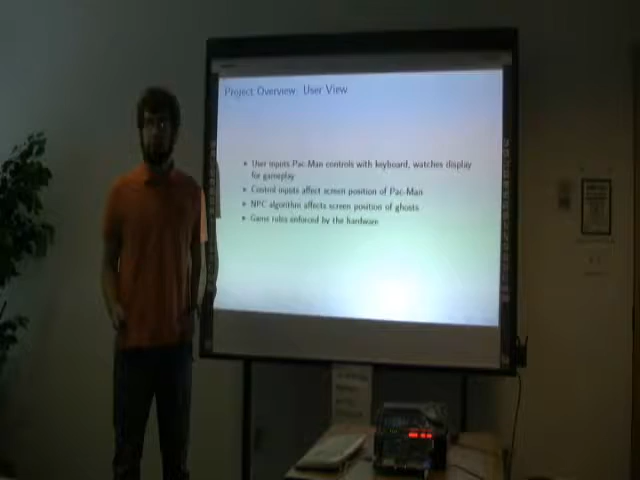 Project Overview: User View
User inputs Pac-Man controls with keyboard, watches display
for gameplay
Control inputs affect screen position of Pac-Man
NPC algorithm affects screen position of ghosts
Game rules enforced by the hardware